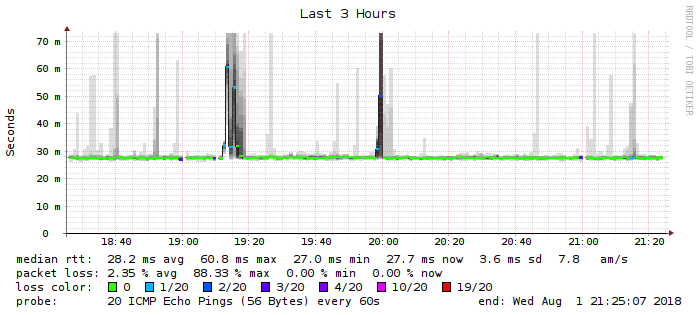 Last 3 Hours
RRDTOOL / TOBI OETIKER
Seconds
70 m
60 m
50 m
40 m
30 m
20 m
10 m
0
18:40 19:00 19:20 19:40 20:00 20:20 20:40 21:00 21:20
median rtt: 28.2 ms avg 60.8 ms max 27.0 ms min 27.7 ms now 3.6 ms sd 7.8 am/s
packet loss: 2.35 % avg 88.33 % max 0.00 % min 0.00 % now
loss color: 0 1/20 2/20 3/20 4/20 10/20 19/20
probe: 20 ICMP Echo Pings (56 Bytes) every 60s end: Wed Aug 1 21:25:07 2018